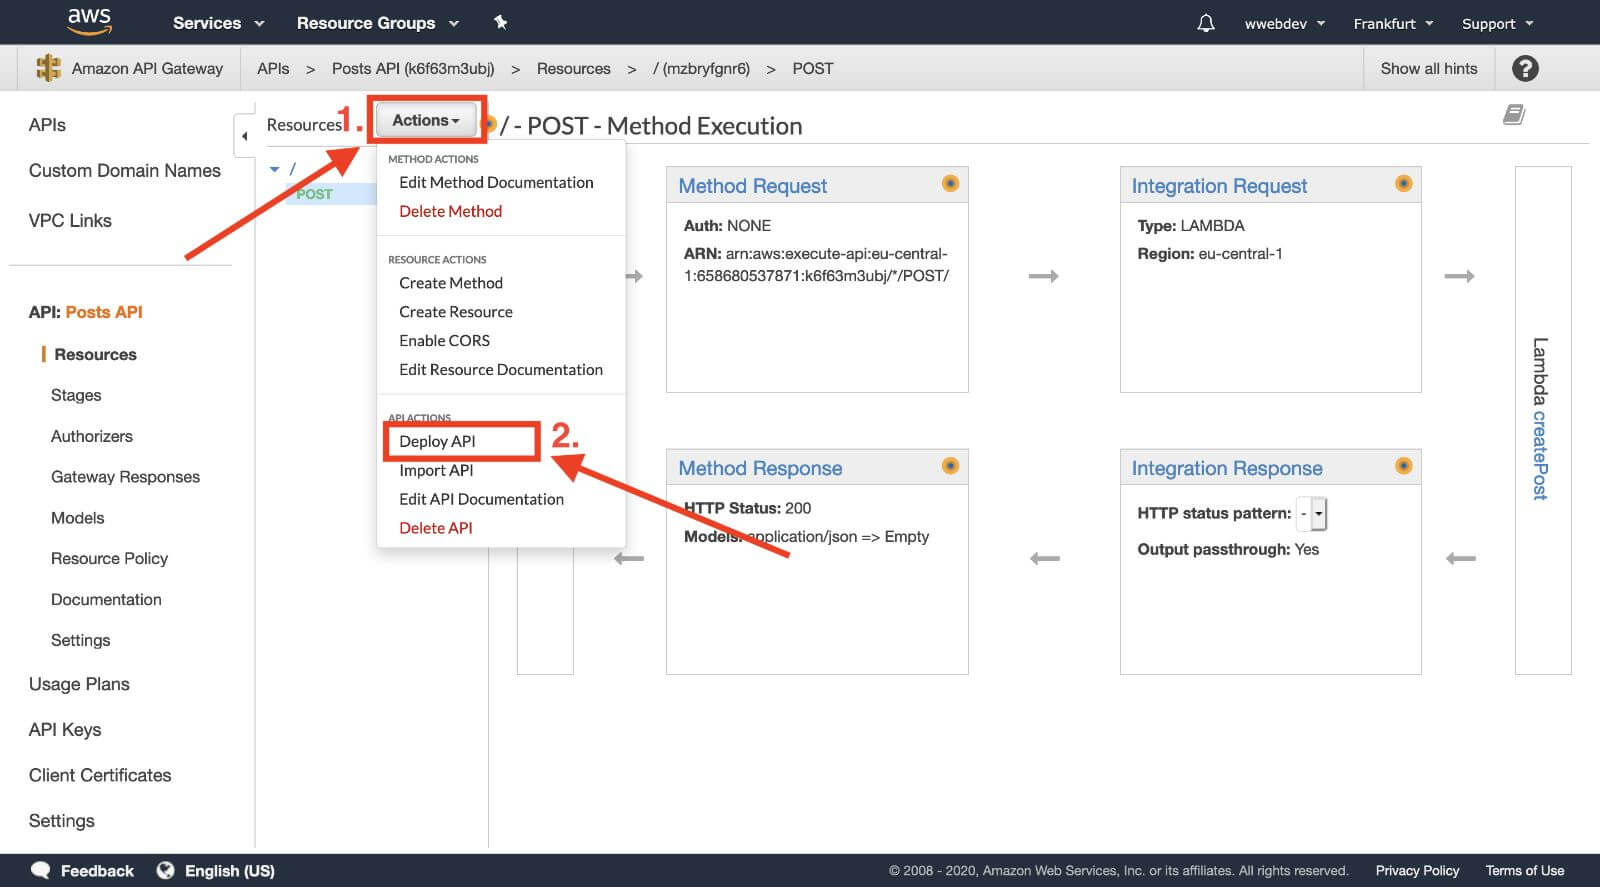 aws Services Resource Groups wwebdev Frankfurt Support
Amazon API Gateway APIs > Posts API (k6f63m3ubj) > Resources > / (mzbryfgnr6) > POST Show all hints ?
APIs
Custom Domain Names
VPC Links
API: Posts API
Resources
Stages
Authorizers
Gateway Responses
Models
Resource Policy
Documentation
Settings
Usage Plans
API Keys
Client Certificates
Settings
Resources
1.
Actions
/ - POST - Method Execution
/
POST
METHOD ACTIONS
Edit Method Documentation
Delete Method
RESOURCE ACTIONS
Create Method
Create Resource
Enable CORS
Edit Resource Documentation
API ACTIONS
Deploy API
2.
Import API
Edit API Documentation
Delete API
Method Request
Auth: NONE
ARN: arn:aws:execute-api:eu-central-
1:658680537871:k6f63m3ubj/*/POST/
Integration Request
Type: LAMBDA
Region: eu-central-1
Lambda createPost
Method Response
HTTP Status: 200
Models: application/json => Empty
Integration Response
HTTP status pattern: -
Output passthrough: Yes
Feedback English (US) © 2008 - 2020, Amazon Web Services, Inc. or its affiliates. All rights reserved. Privacy Policy Terms of Use